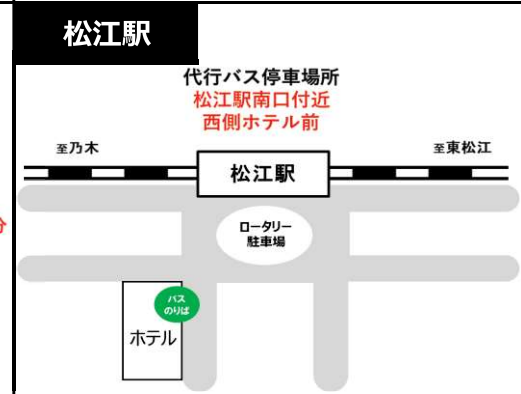 松江駅
代行バス停車場所
松江駅南口付近
西側ホテル前
至乃木
至東松江
松江駅
分
ロータリー
駐車場
バス
のりば
ホテル